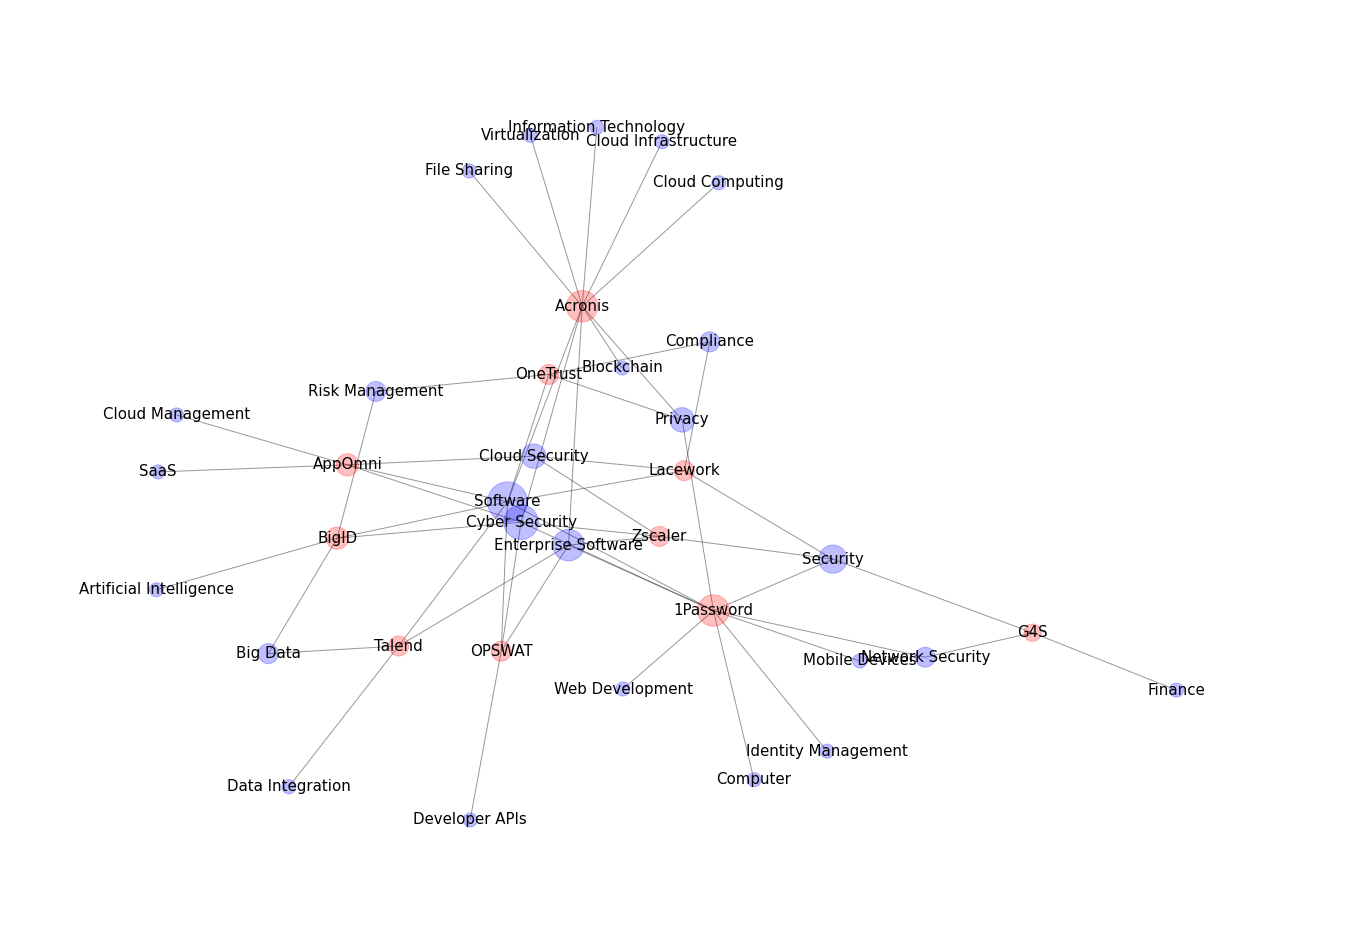 Information Technology
Virtualization
Cloud Infrastructure
File Sharing
Cloud Computing
Acronis
Compliance
Blockchain
OneTrust
Risk Management
Cloud Management
Privacy
Cloud Security
AppOmni
SaaS
Lacework
Software
Cyber Security
Zscaler
BigID
Enterprise Software
Security
Artificial Intelligence
1Password
G4S
Talend
OPSWAT
Big Data
Mobile Devices
Network Security
Web Development
Finance
Identity Management
Computer
Data Integration
Developer APIs